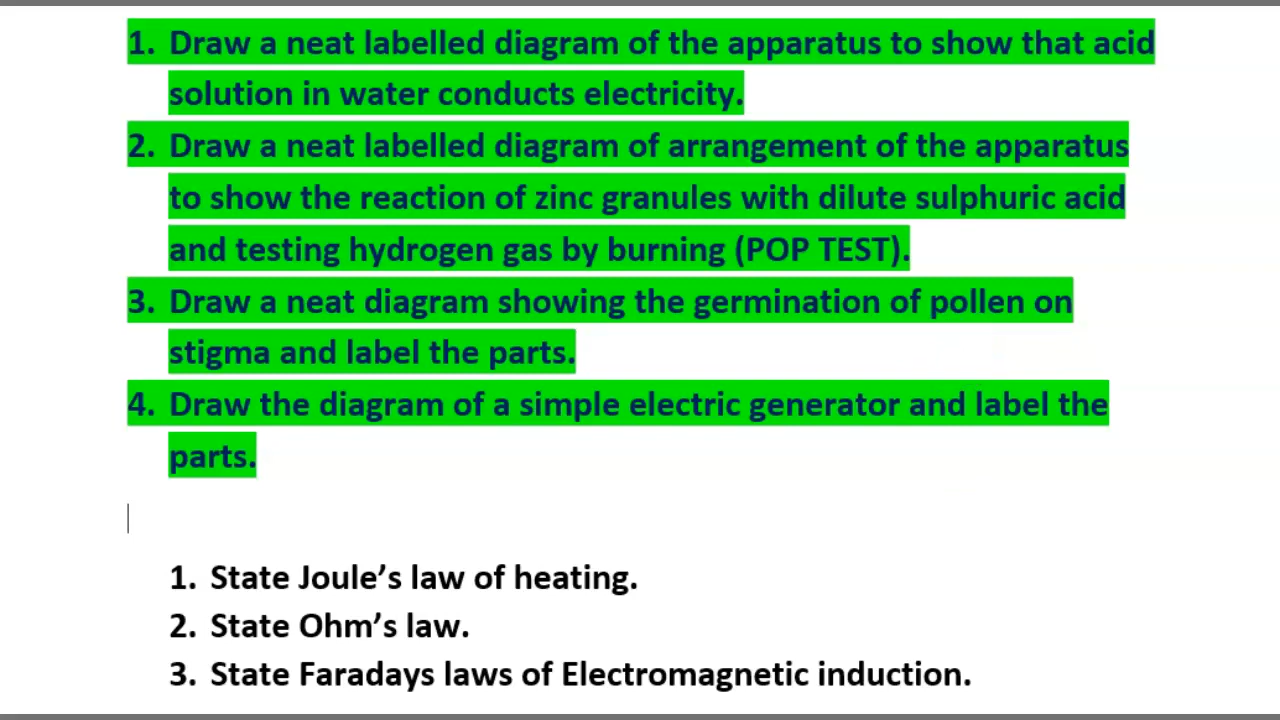 1. Draw a neat labelled diagram of the apparatus to show that acid
solution in water conducts electricity.
2. Draw a neat labelled diagram of arrangement of the apparatus
to show the reaction of zinc granules with dilute sulphuric acid
and testing hydrogen gas by burning (POP TEST).
3. Draw a neat diagram showing the germination of pollen on
stigma and label the parts.
4. Draw the diagram of a simple electric generator and label the
parts.
1. State Joule’s law of heating.
2. State Ohm’s law.
3. State Faradays laws of Electromagnetic induction.